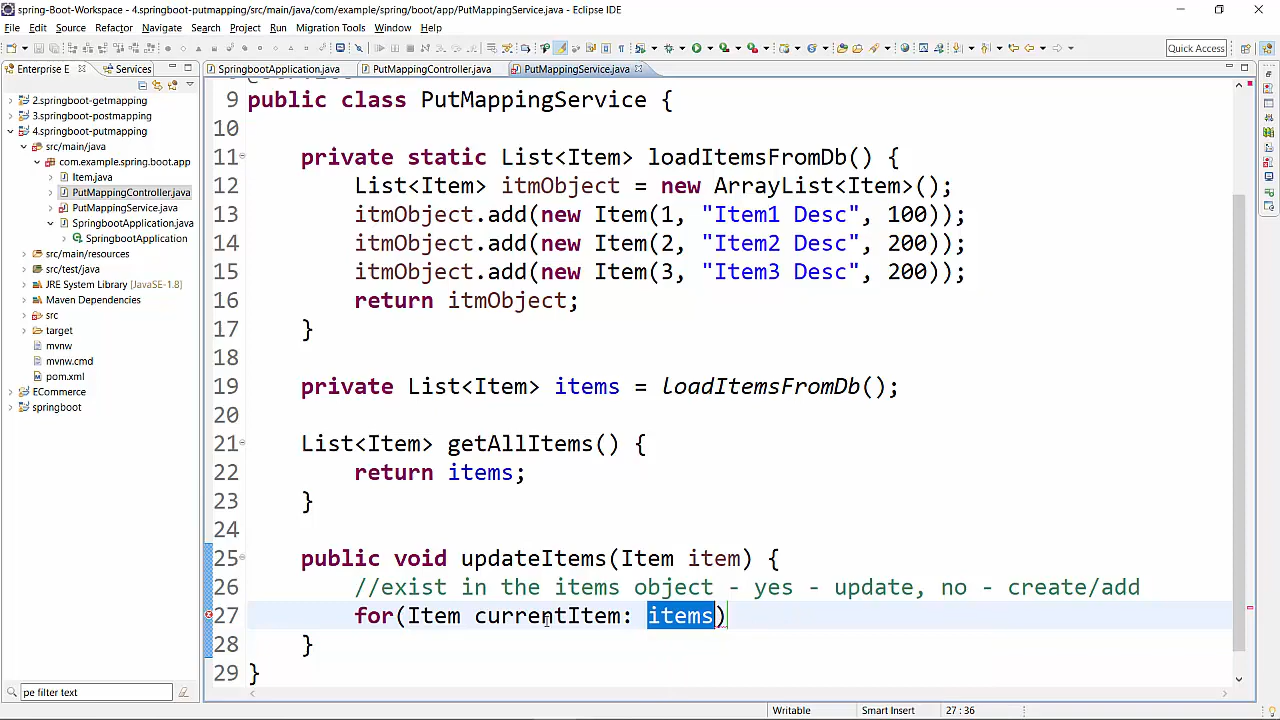 spring-Boot-Workspace - 4.springboot-putmapping/src/main/java/com/example/spring/boot/app/PutMappingService.java - Eclipse IDE
File Edit Source Refactor Navigate Search Project Run Migration Tools Window Help
Quick Access
Enterprise E Services
SpringbootApplication.java PutMappingController.java PutMappingService.java
2.springboot-getmapping
3.springboot-postmapping
4.springboot-putmapping
src/main/java
com.example.spring.boot.app
Item.java
PutMappingController.java
PutMappingService.java
SpringbootApplication.java
SpringbootApplication
src/main/resources
src/test/java
JRE System Library [JavaSE-1.8]
Maven Dependencies
src
target
mvnw
mvnw.cmd
pom.xml
ECommerce
springboot
pe filter text
9 public class PutMappingService {
10
11 private static List<Item> loadItemsFromDb() {
12 List<Item> itmObject = new ArrayList<Item>();
13 itmObject.add(new Item(1, "Item1 Desc", 100));
14 itmObject.add(new Item(2, "Item2 Desc", 200));
15 itmObject.add(new Item(3, "Item3 Desc", 200));
16 return itmObject;
17 }
18
19 private List<Item> items = loadItemsFromDb();
20
21 List<Item> getAllItems() {
22 return items;
23 }
24
25 public void updateItems(Item item) {
26 //exist in the items object - yes - update, no - create/add
27 for(Item currentItem: items)
28 }
29 }
Writable Smart Insert 27 : 36